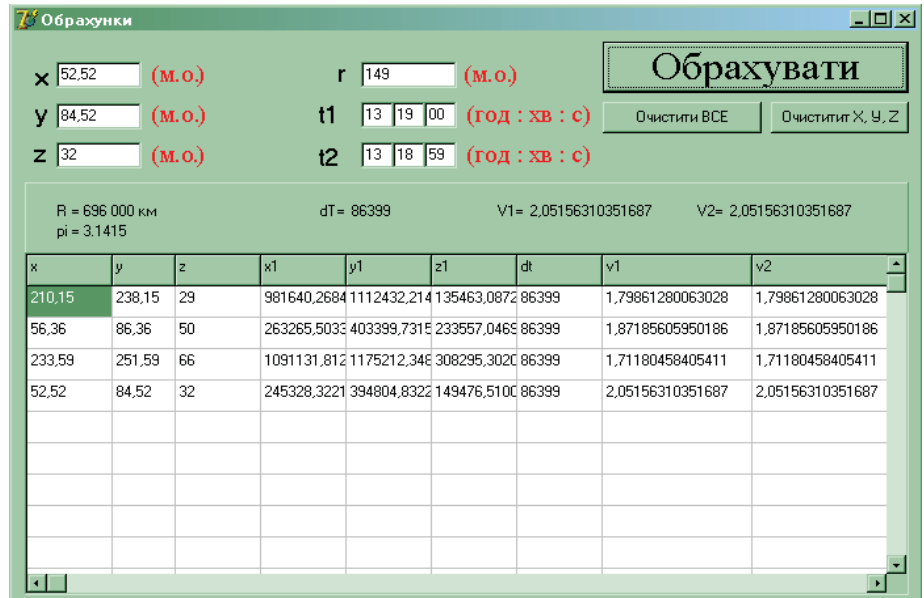 Обрахунки
x 52,52 (м.о.) r 149 (м.о.) Обрахувати
y 84,52 (м.о.) t1 13 19 00 (год : хв : с) Очистити ВСЕ Очиститит X, У, Z
z 32 (м.о.) t2 13 18 59 (год : хв : с)
R = 696 000 км dT= 86399 V1= 2,05156310351687 V2= 2,05156310351687
pi = 3.1415
x y z x1 y1 z1 dt v1 v2
210,15 238,15 29 981640,2684 1112432,214 135463,0872 86399 1,79861280063028 1,79861280063028
56,36 86,36 50 263265,5033 403399,7315 233557,0469 86399 1,87185605950186 1,87185605950186
233,59 251,59 66 1091131,812 1175212,348 308295,3020 86399 1,71180458405411 1,71180458405411
52,52 84,52 32 245328,3221 394804,8322 149476,5100 86399 2,05156310351687 2,05156310351687